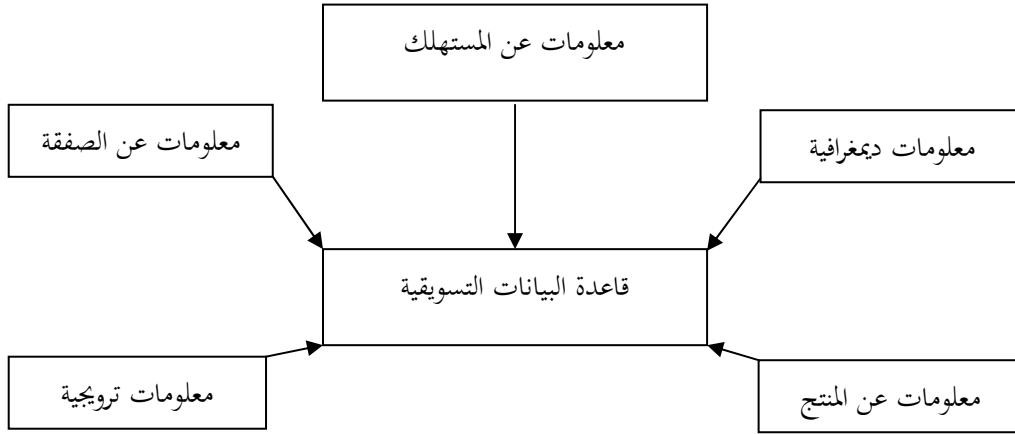 معلومات عن المستهلك
معلومات ديمغرافية
معلومات عن الصفقة
قاعدة البيانات التسويقية
معلومات عن المنتج
معلومات ترويجية